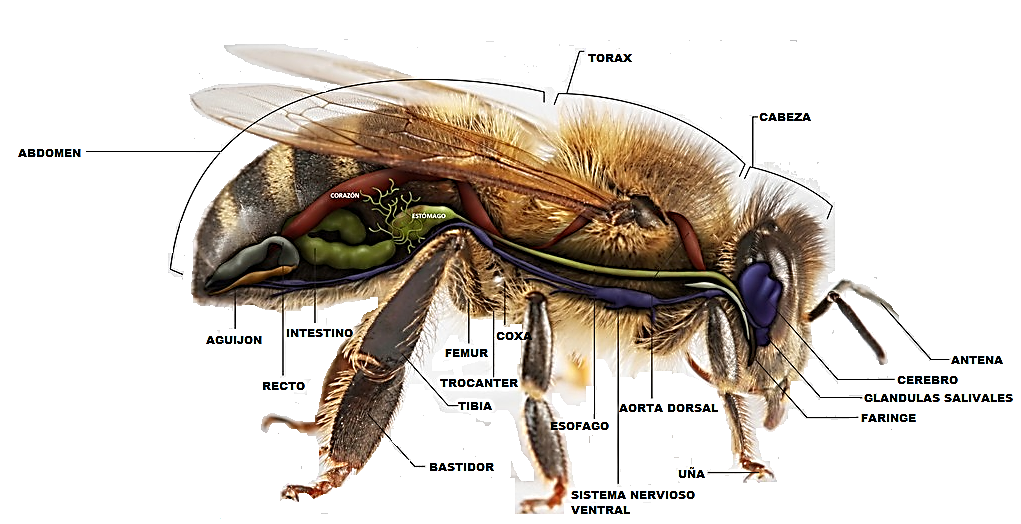 TORAX
CABEZA
ABDOMEN
CORAZÓN
ESTÓMAGO
AGUIJON
INTESTINO
COXA
FEMUR
RECTO
TROCANTER
TIBIA
AORTA DORSAL
ESOFAGO
ANTENA
CEREBRO
GLANDULAS SALIVALES
FARINGE
BASTIDOR
UÑA
SISTEMA NERVIOSO
VENTRAL